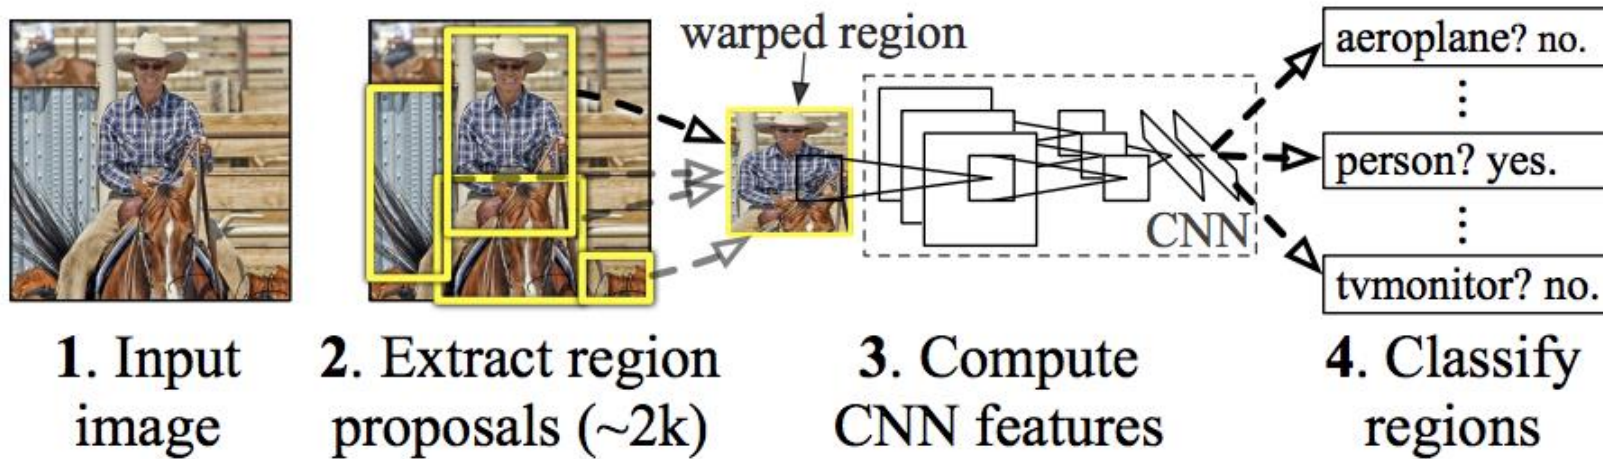 warped region
aeroplane? no.
person? yes.
CNN
tvmonitor? no.
1. Input
image
2. Extract region
proposals (~2k)
3. Compute
CNN features
4. Classify
regions